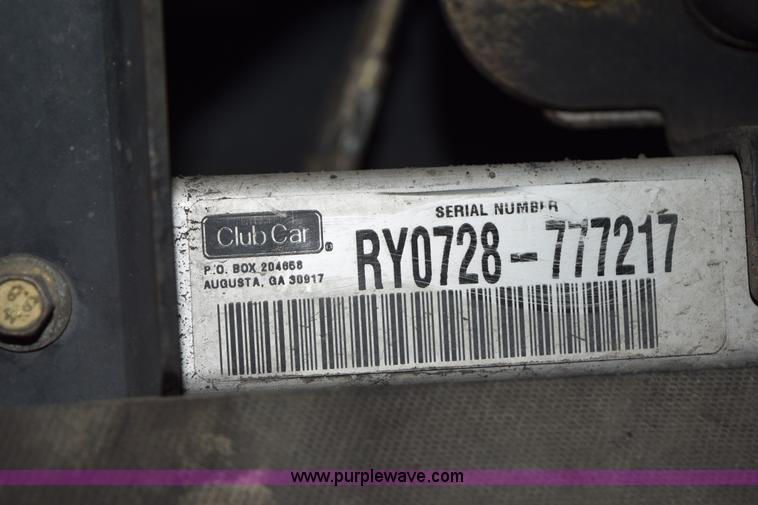 SERIAL NUMBER
Club Car®
RY0728-777217
P.O. BOX 204658
AUGUSTA, GA 30917
www.purplewave.com